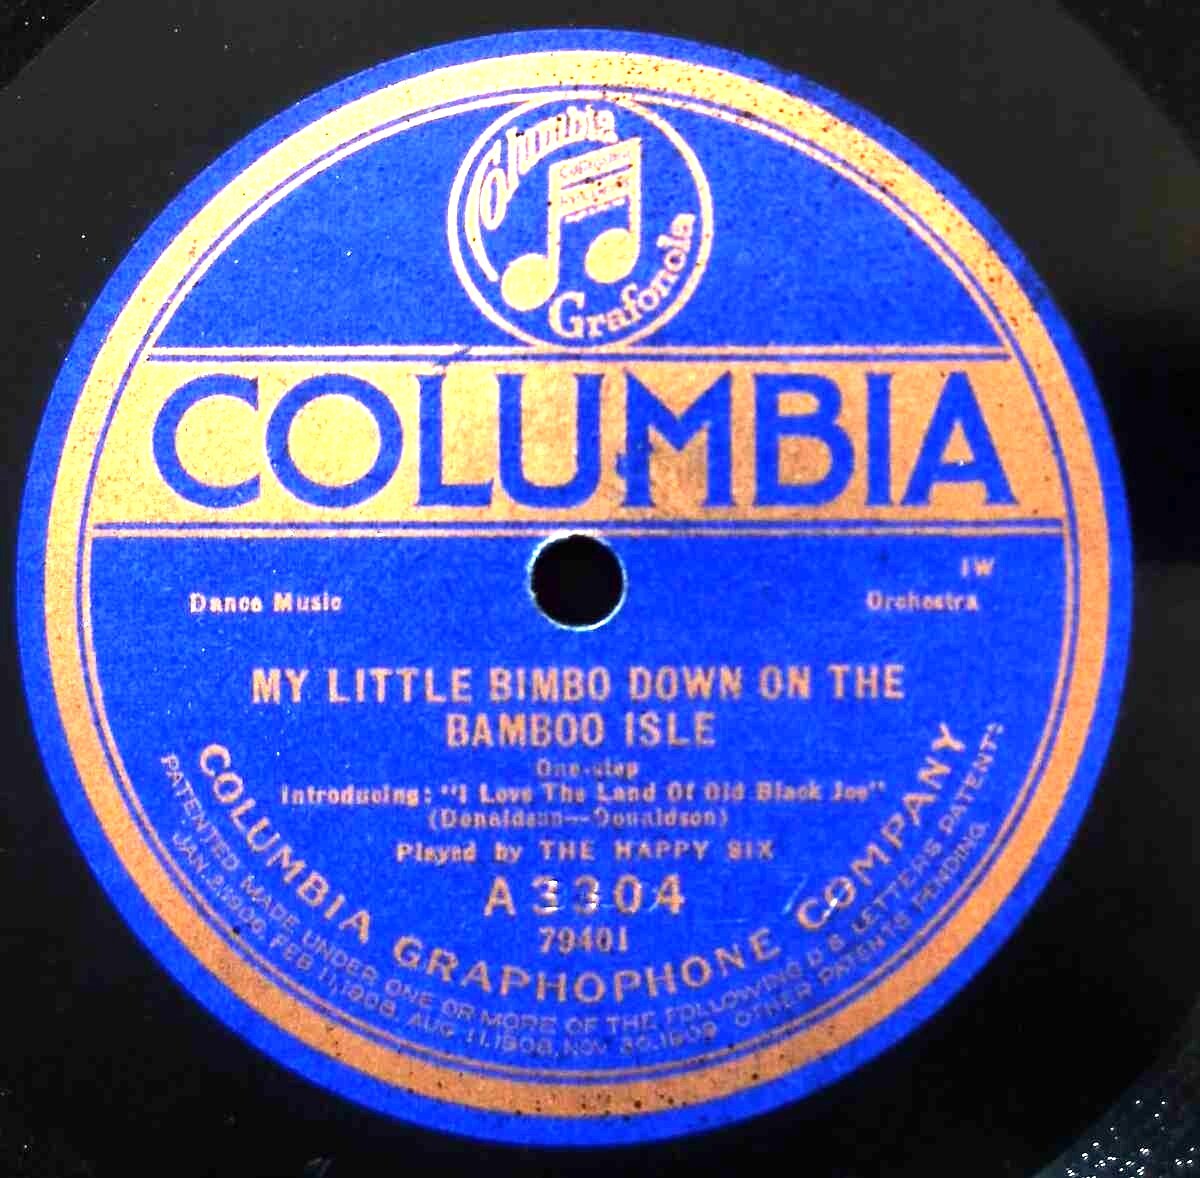 Columbia
Grafonola
COLUMBIA
1W
Dance Music
Orchestra
MY LITTLE BIMBO DOWN ON THE
BAMBOO ISLE
One-step
Introducing: "I Love The Land Of Old Black Joe"
(Donaldson—Donaldson)
Played by THE HAPPY SIX
A3304
79401
COLUMBIA GRAPHOPHONE COMPANY
PATENTED MADE UNDER ONE OR MORE OF THE FOLLOWING U.S. LETTERS PATENT:
JAN. 2, 1906, FEB. 11, 1908, AUG. 11, 1908, NOV. 30, 1909 OTHER PATENTS PENDING.